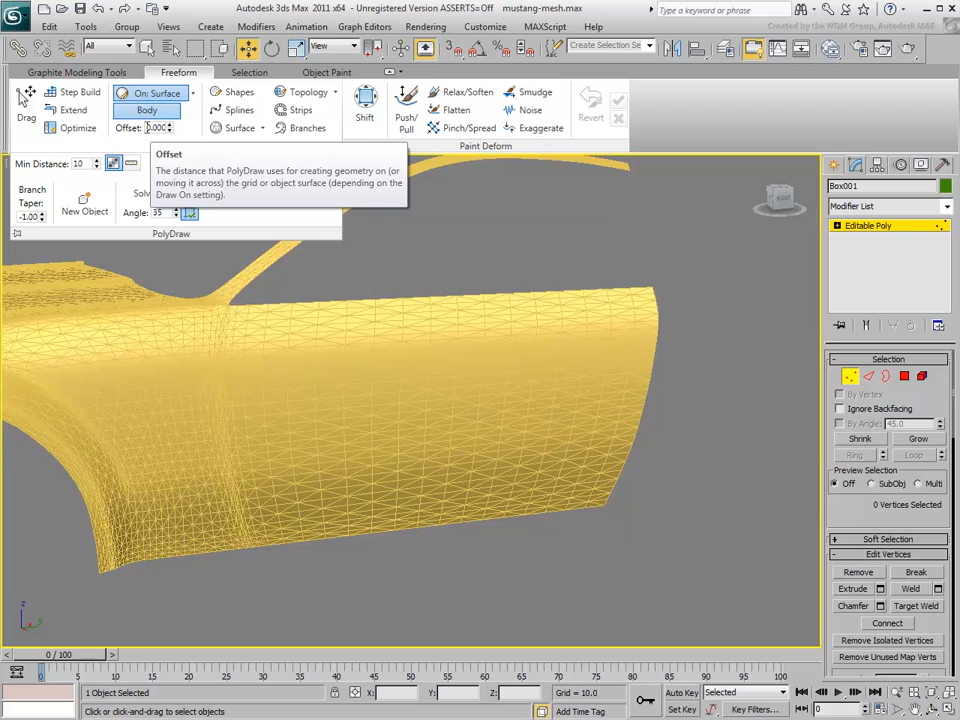 Autodesk 3ds Max 2011 x64 - Unregistered Version ASSERTS=Off mustang-mesh.max
Type a keyword or phrase
Edit Tools Group Views Create Modifiers Animation Graph Editors Rendering Customize MAXScript Help
Created with the WDM Group, Autodesk M&E
All View Create Selection Se
Graphite Modeling Tools Freeform Selection Object Paint
Drag
Step Build
Extend
Optimize
On: Surface
Body
Offset: 0.000
Shapes
Splines
Surface
Topology
Strips
Branches
Shift
Push/
Pull
Relax/Soften
Flatten
Pinch/Spread
Smudge
Noise
Exaggerate
Revert
Paint Deform
Offset
The distance that PolyDraw uses for creating geometry on (or
moving it across) the grid or object surface (depending on the
Draw On setting).
Min Distance: 10
Branch
Taper:
-1.00
New Object
Solv
Angle: 35
PolyDraw
RIGHT
Box001
Modifier List
Editable Poly
Selection
By Vertex
Ignore Backfacing
By Angle: 45.0
Shrink Grow
Ring Loop
Preview Selection
Off SubObj Multi
0 Vertices Selected
Soft Selection
Edit Vertices
Remove Break
Extrude Weld
Chamfer Target Weld
Connect
Remove Isolated Vertices
Remove Unused Map Verts
z
x
y
0 / 100
0 5 10 15 20 25 30 35 40 45 50 55 60 65 70 75 80 85 90 95 100
1 Object Selected X: Y: Z: Grid = 10.0
Auto Key Selected
Click or click-and-drag to select objects Add Time Tag
Set Key Key Filters... 0